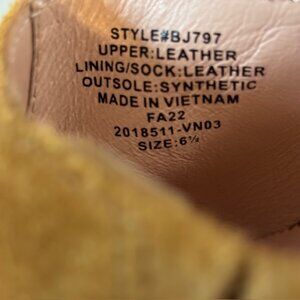 STYLE#BJ797
UPPER:LEATHER
LINING/SOCK:LEATHER
OUTSOLE:SYNTHETIC
MADE IN VIETNAM
FA22
2018511-VN03
SIZE:6½